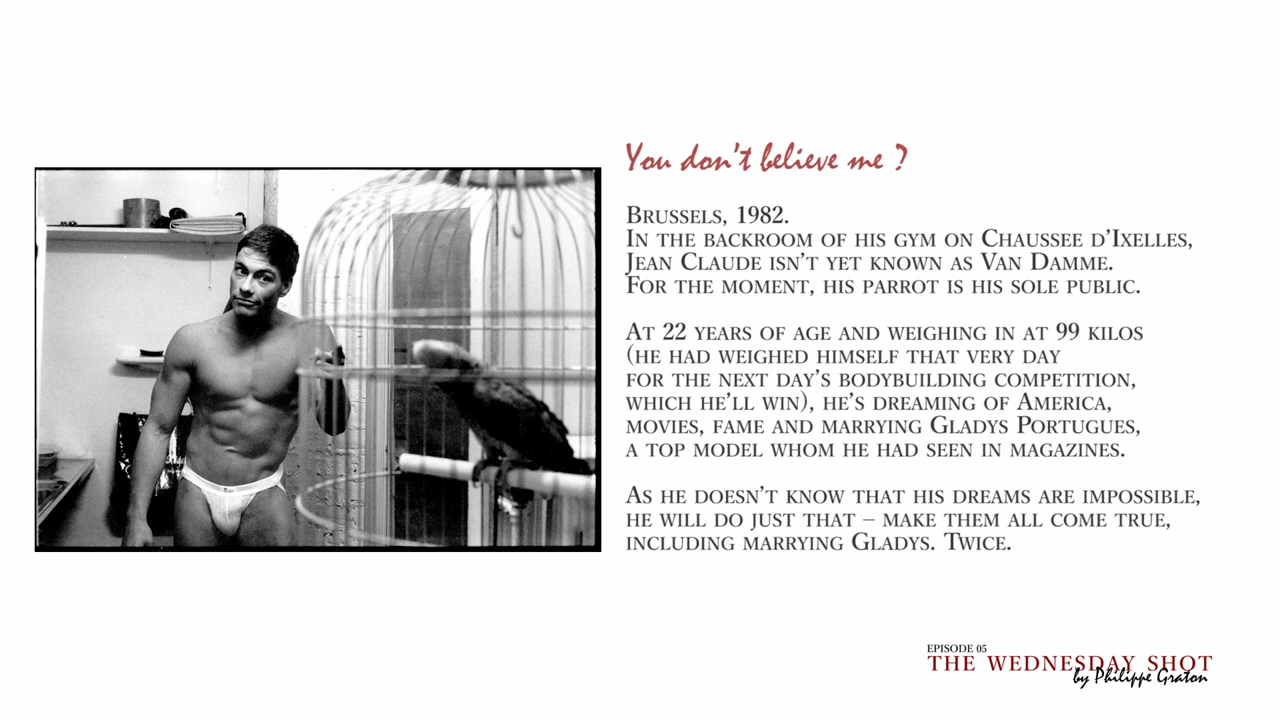 You don't believe me ?
Brussels, 1982.
In the backroom of his gym on Chaussee d'Ixelles,
Jean Claude isn't yet known as Van Damme.
For the moment, his parrot is his sole public.
At 22 years of age and weighing in at 99 kilos
(he had weighed himself that very day
for the next day's bodybuilding competition,
which he'll win), he's dreaming of America,
movies, fame and marrying Gladys Portugues,
a top model whom he had seen in magazines.
As he doesn't know that his dreams are impossible,
he will do just that – make them all come true,
including marrying Gladys. Twice.
EPISODE 05
THE WEDNESDAY SHOT
by Philippe Graton